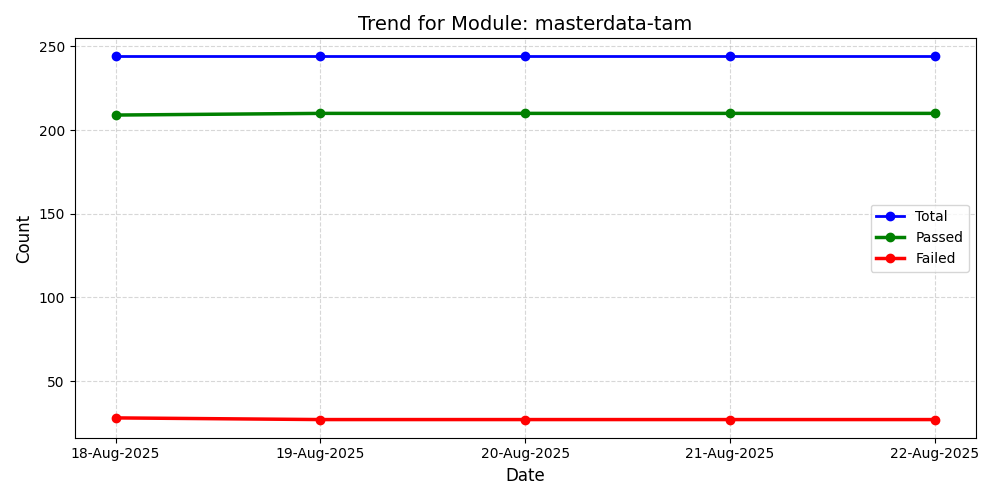 Trend for Module: masterdata-tam
250
200
150
100
50
Count
Total
Passed
Failed
18-Aug-2025
19-Aug-2025
20-Aug-2025
21-Aug-2025
22-Aug-2025
Date